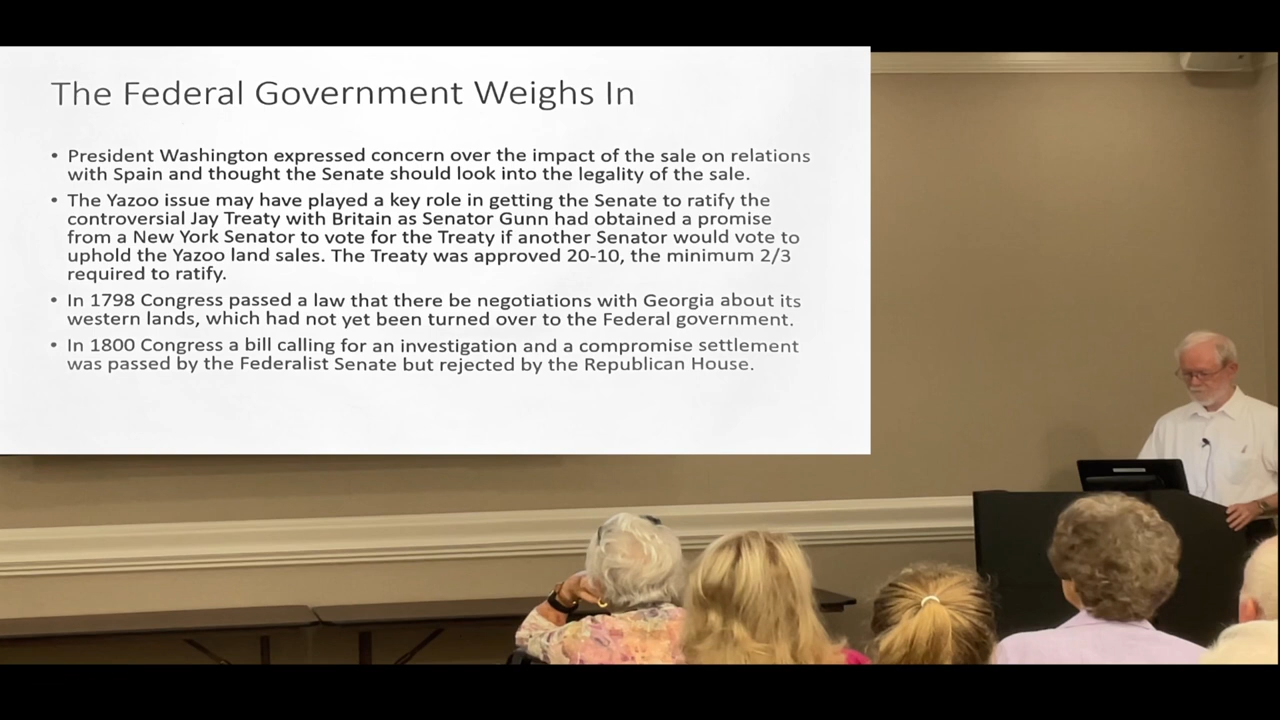 The Federal Government Weighs In
• President Washington expressed concern over the impact of the sale on relations
with Spain and thought the Senate should look into the legality of the sale.
• The Yazoo issue may have played a key role in getting the Senate to ratify the
controversial Jay Treaty with Britain as Senator Gunn had obtained a promise
from a New York Senator to vote for the Treaty if another Senator would vote to
uphold the Yazoo land sales. The Treaty was approved 20-10, the minimum 2/3
required to ratify.
• In 1798 Congress passed a law that there be negotiations with Georgia about its
western lands, which had not yet been turned over to the Federal government.
• In 1800 Congress a bill calling for an investigation and a compromise settlement
was passed by the Federalist Senate but rejected by the Republican House.